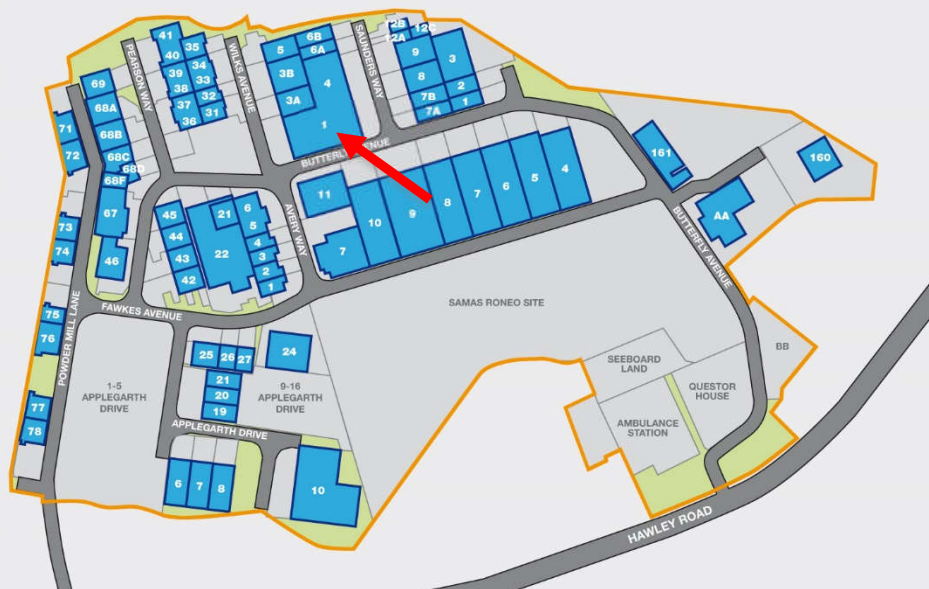 12B
12C
12A
41
35
40
34
39
33
38
32
37
31
36
PEARSON WAY
WILKS AVENUE
5
6B
6A
3B
4
3A
1
SAUNDERS WAY
9
3
8
2
7B
1
7A
69
68A
68B
68C
68D
68F
67
46
71
72
73
74
75
76
77
78
BUTTERLY AVENUE
11
10
9
8
7
6
5
4
7
AVERY WAY
45
44
43
42
21
6
5
22
4
3
2
1
161
160
AA
BUTTERFLY AVENUE
FAWKES AVENUE
POWDER MILL LANE
SAMAS RONEO SITE
25
26
27
24
21
20
19
1-5
APPLEGARTH
DRIVE
9-16
APPLEGARTH
DRIVE
APPLEGARTH DRIVE
6
7
8
10
SEEBOARD
LAND
BB
QUESTOR
HOUSE
AMBULANCE
STATION
HAWLEY ROAD